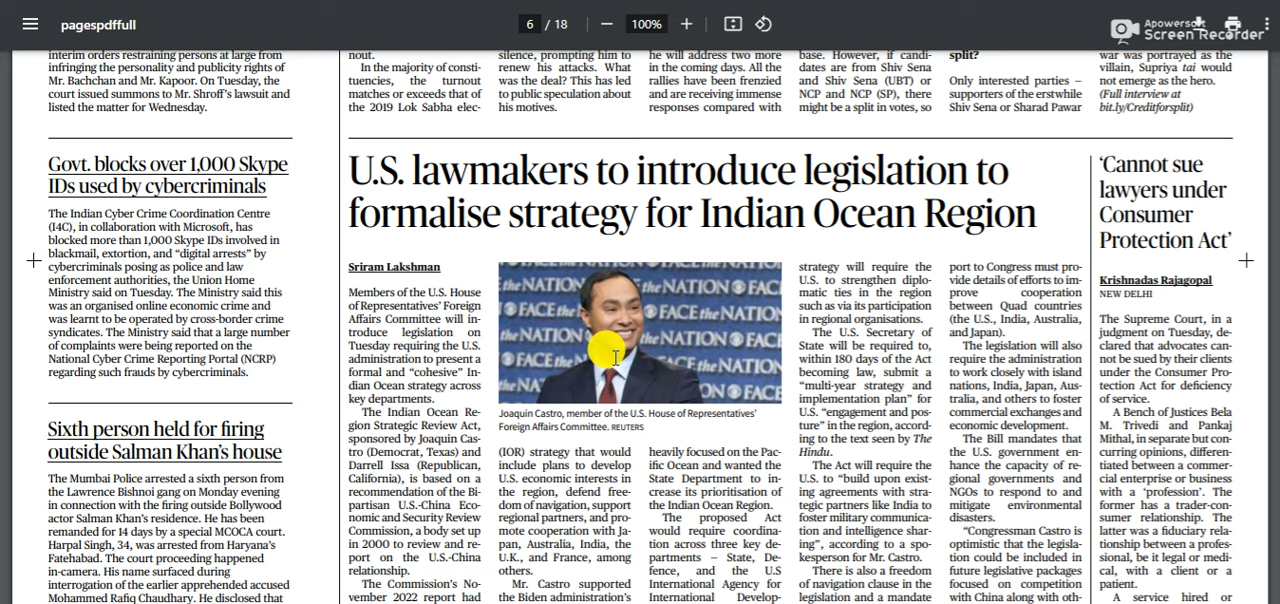 pagespdffull
6 / 18
100%
Apowersoft
Screen Recorder
interim orders restraining persons at large from
infringing the personality and publicity rights of
Mr. Bachchan and Mr. Kapoor. On Tuesday, the
court issued summons to Mr. Shroff's lawsuit and
listed the matter for Wednesday.
Govt. blocks over 1,000 Skype
IDs used by cybercriminals
The Indian Cyber Crime Coordination Centre
(I4C), in collaboration with Microsoft, has
blocked more than 1,000 Skype IDs involved in
blackmail, extortion, and “digital arrests” by
cybercriminals posing as police and law
enforcement authorities, the Union Home
Ministry said on Tuesday. The Ministry said this
was an organised online economic crime and
was learnt to be operated by cross-border crime
syndicates. The Ministry said that a large number
of complaints were being reported on the
National Cyber Crime Reporting Portal (NCRP)
regarding such frauds by cybercriminals.
Sixth person held for firing
outside Salman Khan's house
The Mumbai Police arrested a sixth person from
the Lawrence Bishnoi gang on Monday evening
in connection with the firing outside Bollywood
actor Salman Khan's residence. He has been
remanded for 14 days by a special MCOCA court.
Harpal Singh, 34, was arrested from Haryana's
Fatehabad. The court proceeding happened
in-camera. His name surfaced during
interrogation of the earlier apprehended accused
Mohammed Rafiq Chaudhary. He disclosed that
nout.
In the majority of consti-
tuencies, the turnout
matches or exceeds that of
the 2019 Lok Sabha elec-
silence, prompting him to
renew his attacks. What
was the deal? This has led
to public speculation about
his motives.
he will address two more
in the coming days. All the
rallies have been frenzied
and are receiving immense
responses compared with
base. However, if candi-
dates are from Shiv Sena
and Shiv Sena (UBT) or
NCP and NCP (SP), there
might be a split in votes, so
split?
Only interested parties –
supporters of the erstwhile
Shiv Sena or Sharad Pawar
war was portrayed as the
villain, Supriya tai would
not emerge as the hero.
(Full interview at
bit.ly/Creditforsplit)
U.S. lawmakers to introduce legislation to
formalise strategy for Indian Ocean Region
Sriram Lakshman
Members of the U.S. House
of Representatives' Foreign
Affairs Committee will in-
troduce legislation on
Tuesday requiring the U.S.
administration to present a
formal and “cohesive” In-
dian Ocean strategy across
key departments.
The Indian Ocean Re-
gion Strategic Review Act,
sponsored by Joaquin Cas-
tro (Democrat, Texas) and
Darrell Issa (Republican,
California), is based on a
recommendation of the Bi-
partisan U.S.-China Eco-
nomic and Security Review
Commission, a body set up
in 2000 to review and re-
port on the U.S.-China
relationship.
The Commission's No-
vember 2022 report had
the NATION
FACE the NATION
Joaquin Castro, member of the U.S. House of Representatives'
Foreign Affairs Committee. REUTERS
(IOR) strategy that would
include plans to develop
U.S. economic interests in
the region, defend free-
dom of navigation, support
regional partners, and pro-
mote cooperation with Ja-
pan, Australia, India, the
U.K., and France, among
others.
Mr. Castro supported
the Biden administration's
heavily focused on the Pac-
ific Ocean and wanted the
State Department to in-
crease its prioritisation of
the Indian Ocean Region.
The proposed Act
would require coordina-
tion across three key de-
partments – State, De-
fence, and the U.S
International Agency for
International Develop-
strategy will require the
U.S. to strengthen diplo-
matic ties in the region
such as via its participation
in regional organisations.
The U.S. Secretary of
State will be required to,
within 180 days of the Act
becoming law, submit a
“multi-year strategy and
implementation plan” for
U.S. “engagement and pos-
ture” in the region, accord-
ing to the text seen by The
Hindu.
The Act will require the
U.S. to “build upon exist-
ing agreements with stra-
tegic partners like India to
foster military communica-
tion and intelligence shar-
ing”, according to a spo-
kesperson for Mr. Castro.
There is also a freedom
of navigation clause in the
legislation and a mandate
port to Congress must pro-
vide details of efforts to im-
prove cooperation
between Quad countries
(the U.S., India, Australia,
and Japan).
The legislation will also
require the administration
to work closely with island
nations, India, Japan, Aus-
tralia, and others to foster
commercial exchanges and
economic development.
The Bill mandates that
the U.S. government en-
hance the capacity of re-
gional governments and
NGOs to respond to and
mitigate environmental
disasters.
“Congressman Castro is
optimistic that the legisla-
tion could be included in
future legislative packages
focused on competition
with China along with oth-
‘Cannot sue
lawyers under
Consumer
Protection Act’
Krishnadas Rajagopal
NEW DELHI
The Supreme Court, in a
judgment on Tuesday, de-
clared that advocates can-
not be sued by their clients
under the Consumer Pro-
tection Act for deficiency
of service.
A Bench of Justices Bela
M. Trivedi and Pankaj
Mithal, in separate but con-
curring opinions, differen-
tiated between a commer-
cial enterprise or business
with a ‘profession’. The
former has a trader-con-
sumer relationship. The
latter was a fiduciary rela-
tionship between a profes-
sional, be it legal or medi-
cal, with a client or a
patient.
A service hired or